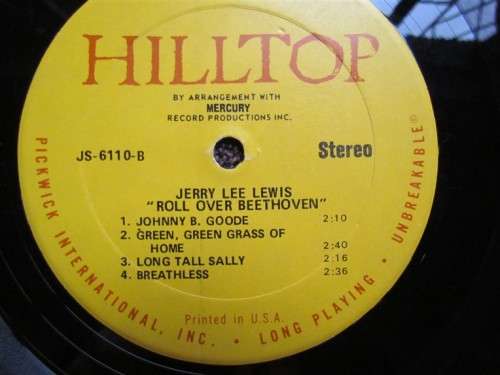 HILLTOP
BY ARRANGEMENT WITH
MERCURY
RECORD PRODUCTIONS INC.
JS-6110-B
Stereo
JERRY LEE LEWIS
"ROLL OVER BEETHOVEN"
1. JOHNNY B. GOODE 2:10
2. GREEN, GREEN GRASS OF
HOME 2:40
3. LONG TALL SALLY 2:16
4. BREATHLESS 2:36
Printed in U.S.A.
PICKWICK INTERNATIONAL, INC. • LONG PLAYING • UNBREAKABLE